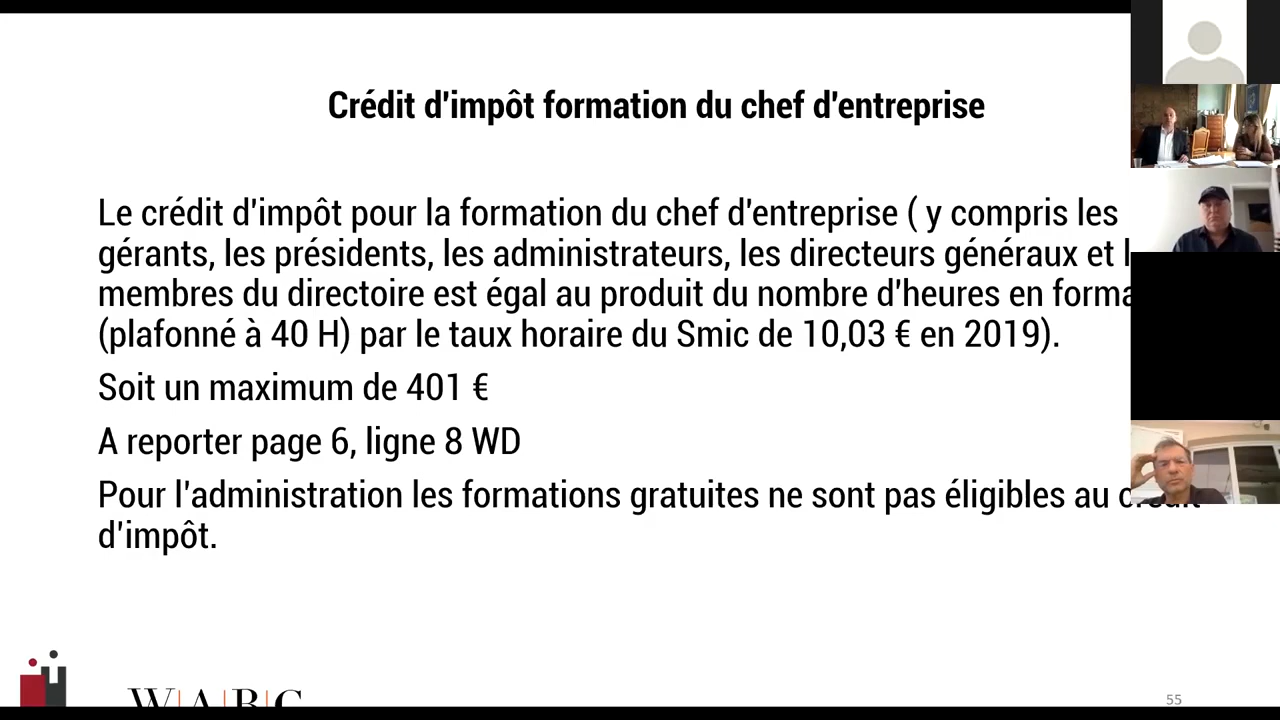 Crédit d'impôt formation du chef d'entreprise
Le crédit d'impôt pour la formation du chef d'entreprise ( y compris les
gérants, les présidents, les administrateurs, les directeurs généraux et
membres du directoire est égal au produit du nombre d'heures en
(plafonné à 40 H) par le taux horaire du Smic de 10,03 € en 2019).
Soit un maximum de 401 €
A reporter page 6, ligne 8 WD
Pour l'administration les formations gratuites ne sont pas éligibles au crédit
d'impôt.
W|A|B|C
55